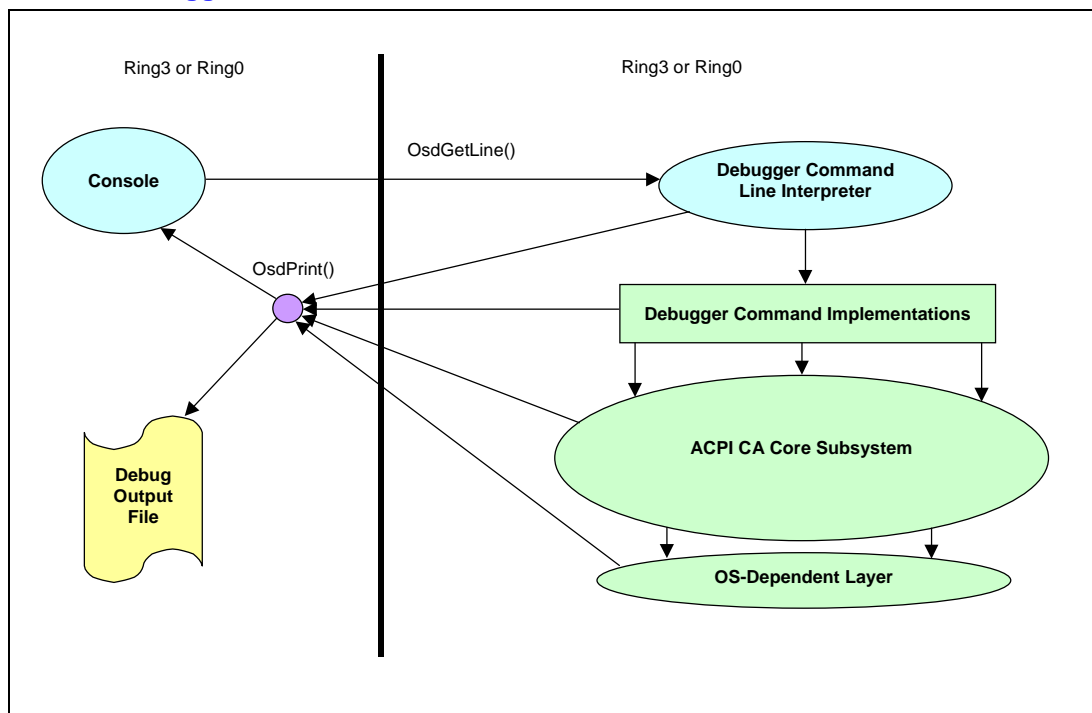 Ring3 or Ring0
Ring3 or Ring0
OsdGetLine()
Console
Debugger Command
Line Interpreter
OsdPrint()
Debugger Command Implementations
ACPI CA Core Subsystem
Debug
Output
File
OS-Dependent Layer